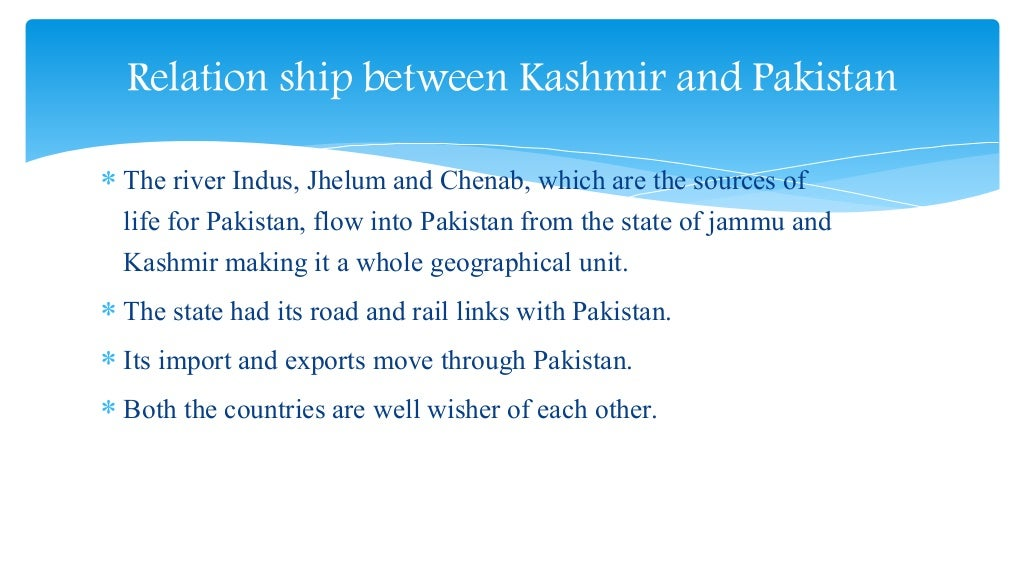 Relation ship between Kashmir and Pakistan
* The river Indus, Jhelum and Chenab, which are the sources of
life for Pakistan, flow into Pakistan from the state of jammu and
Kashmir making it a whole geographical unit.
* The state had its road and rail links with Pakistan.
* Its import and exports move through Pakistan.
* Both the countries are well wisher of each other.